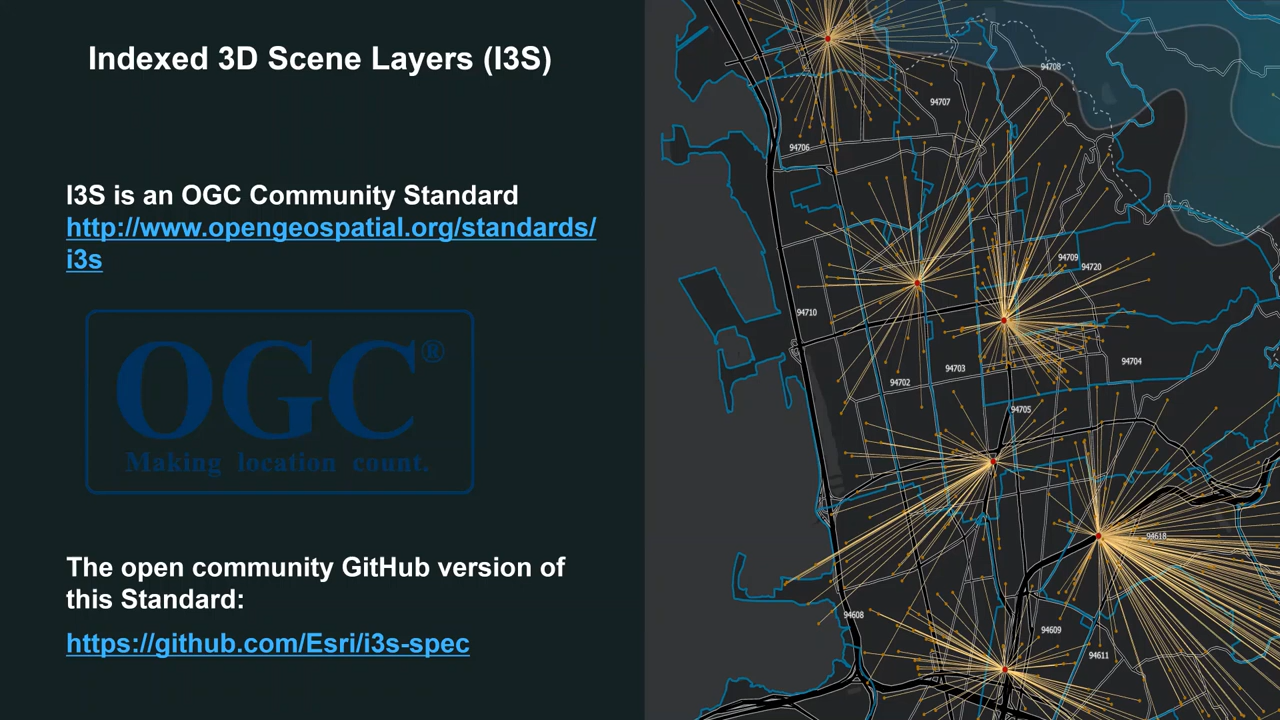 Indexed 3D Scene Layers (I3S)
I3S is an OGC Community Standard
http://www.opengeospatial.org/standards/
i3s
OGC®
Making location count.
The open community GitHub version of
this Standard:
https://github.com/Esri/i3s-spec
94708
94707
94706
94709
94720
94710
94704
94703
94702
94705
94618
94608
94609
94611